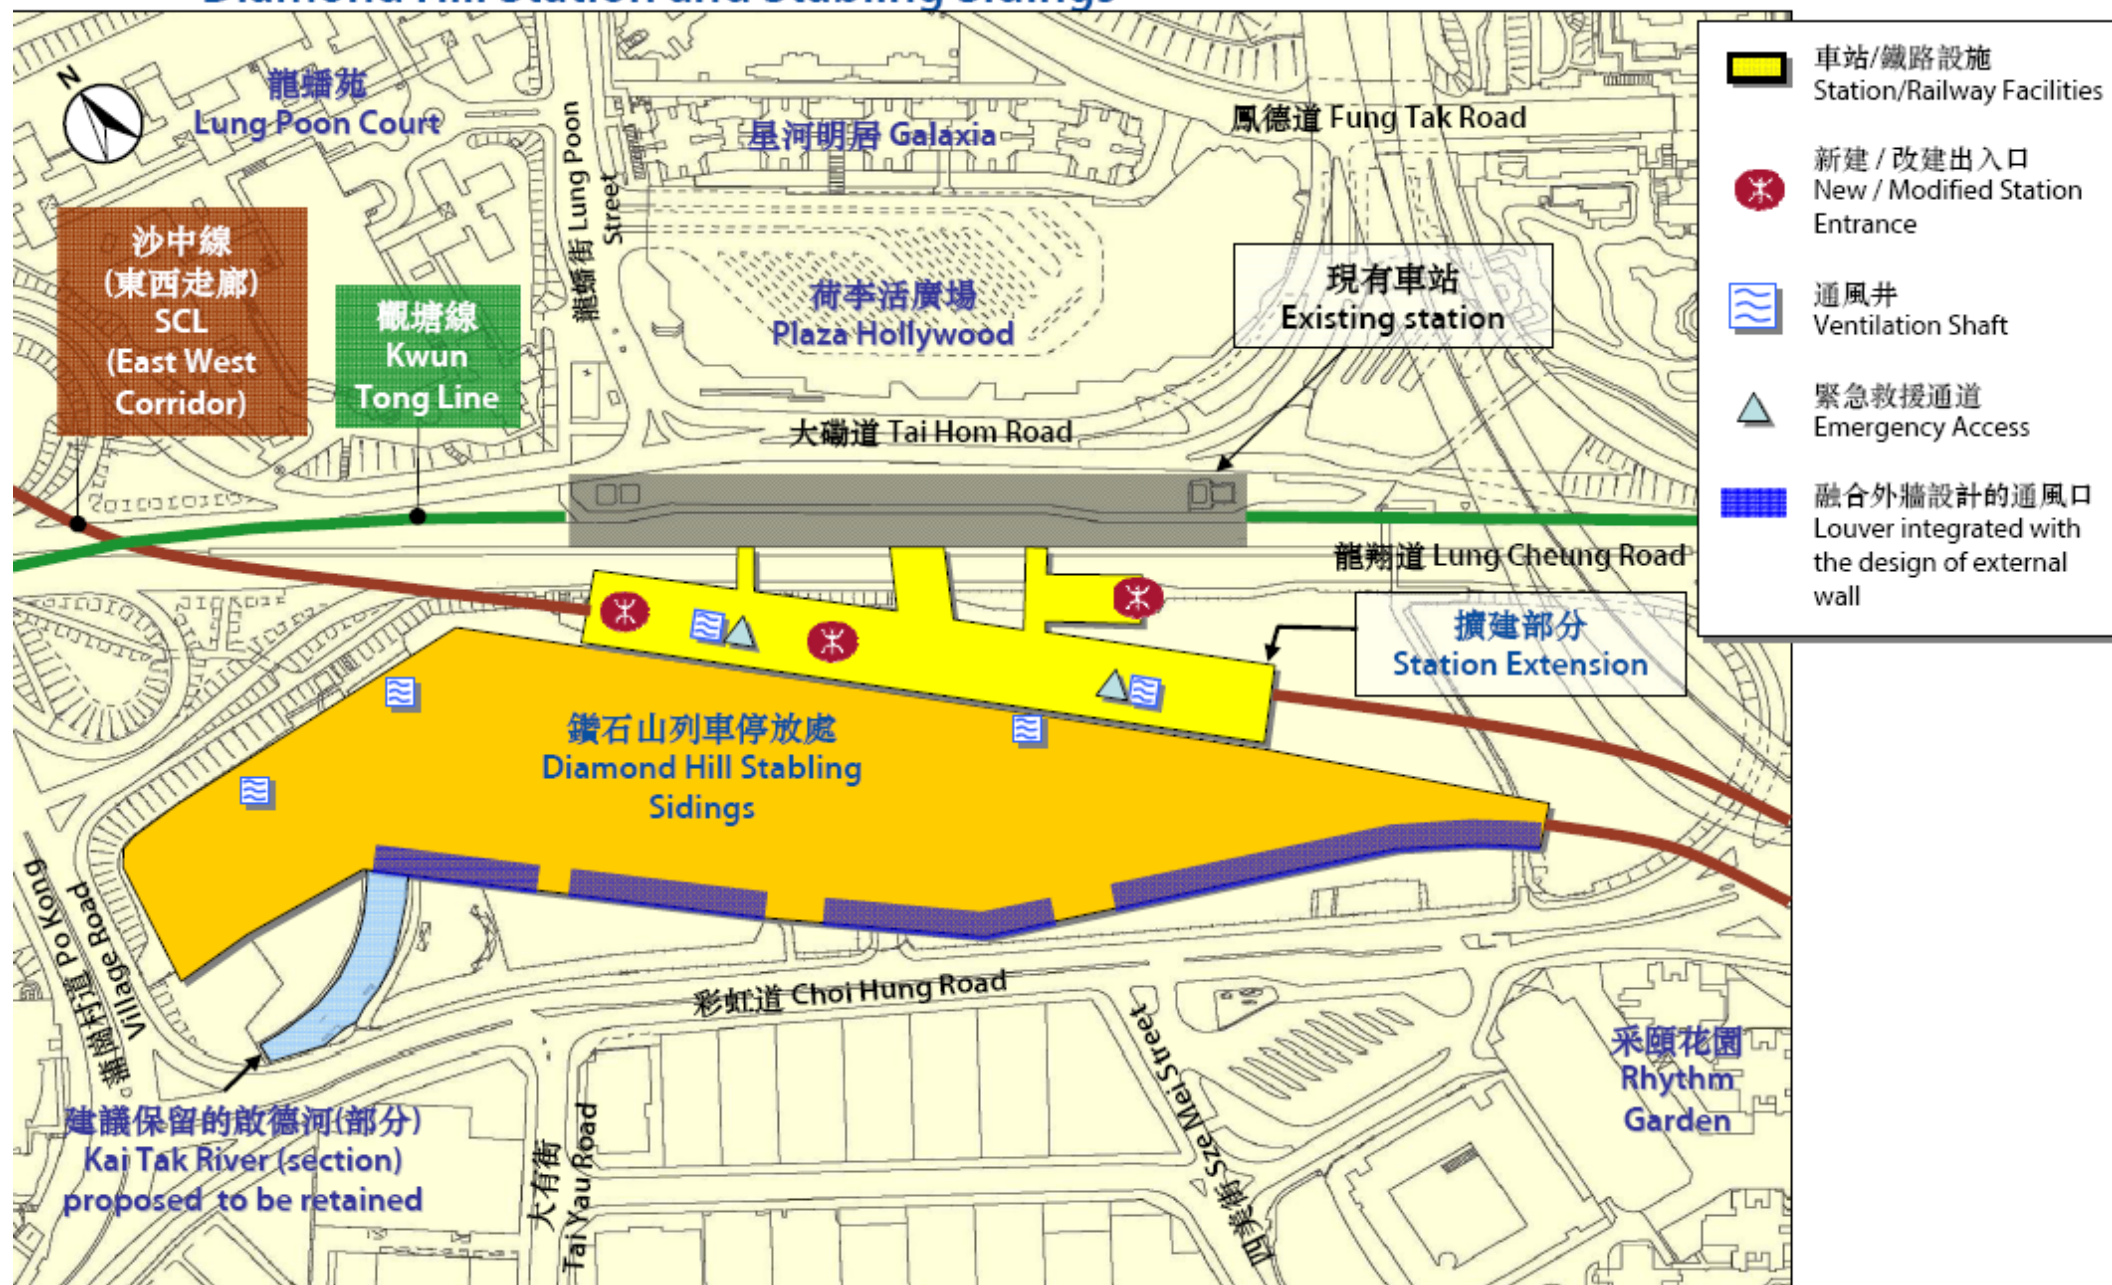 Diamond Hill Station and Stabling Sidings
N
龍蟠苑
Lung Poon Court
龍蟠街 Lung Poon
Street
星河明居 Galaxia
鳳德道 Fung Tak Road
沙中線
(東西走廊)
SCL
(East West
Corridor)
觀塘線
Kwun
Tong Line
荷李活廣場
Plaza Hollywood
現有車站
Existing station
大磡道 Tai Hom Road
龍翔道 Lung Cheung Road
擴建部分
Station Extension
鑽石山列車停放處
Diamond Hill Stabling
Sidings
蒲崗村道 Po Kong
Village Road
彩虹道 Choi Hung Road
建議保留的啟德河(部分)
Kai Tak River (section)
proposed to be retained
大有街
Tai Yau Road
四美街 Sze Mei Street
采頤花園
Rhythm
Garden
車站/鐵路設施
Station/Railway Facilities
新建 / 改建出入口
New / Modified Station
Entrance
通風井
Ventilation Shaft
緊急救援通道
Emergency Access
融合外牆設計的通風口
Louver integrated with
the design of external
wall